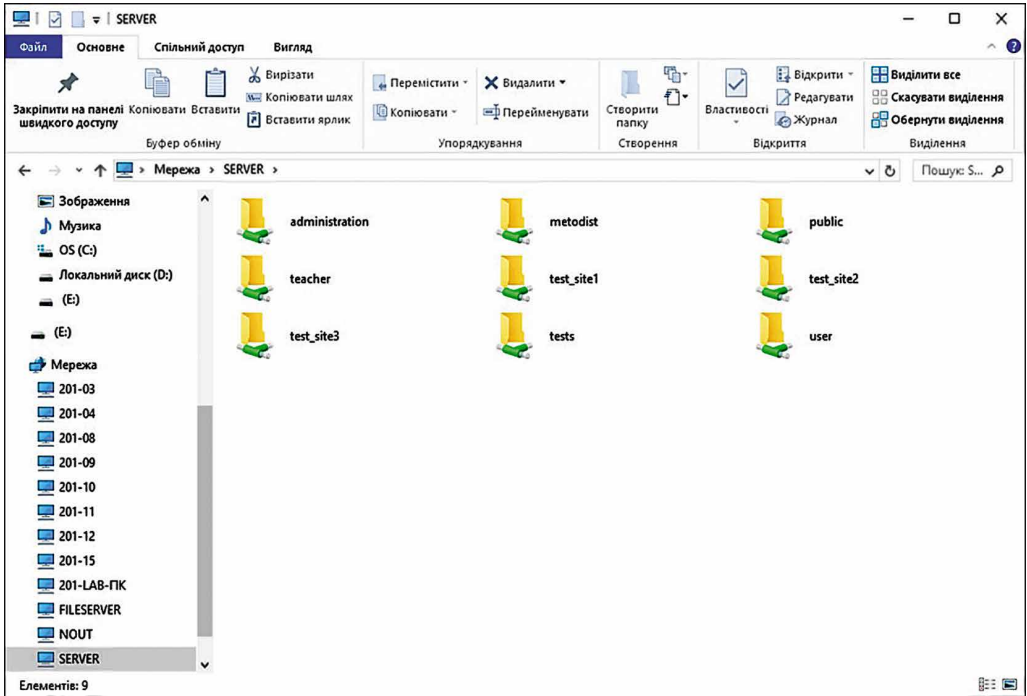 SERVER
Файл Основне Спільний доступ Вигляд
Закріпити на панелі швидкого доступу
Копіювати
Вставити
Вирізати
Копіювати шлях
Вставити ярлик
Буфер обміну
Перемістити
Копіювати
Видалити
Перейменувати
Упорядкування
Створити папку
Створення
Властивості
Відкрити
Редагувати
Журнал
Відкриття
Виділити все
Скасувати виділення
Обернути виділення
Виділення
Мережа > SERVER >
Пошук: S...
Зображення
Музика
OS (C:)
Локальний диск (D:)
(E:)
(E:)
Мережа
201-03
201-04
201-08
201-09
201-10
201-11
201-12
201-15
201-LAB-ПК
FILESERVER
NOUT
SERVER
administration metodist public
teacher test_site1 test_site2
test_site3 tests user
Елементів: 9